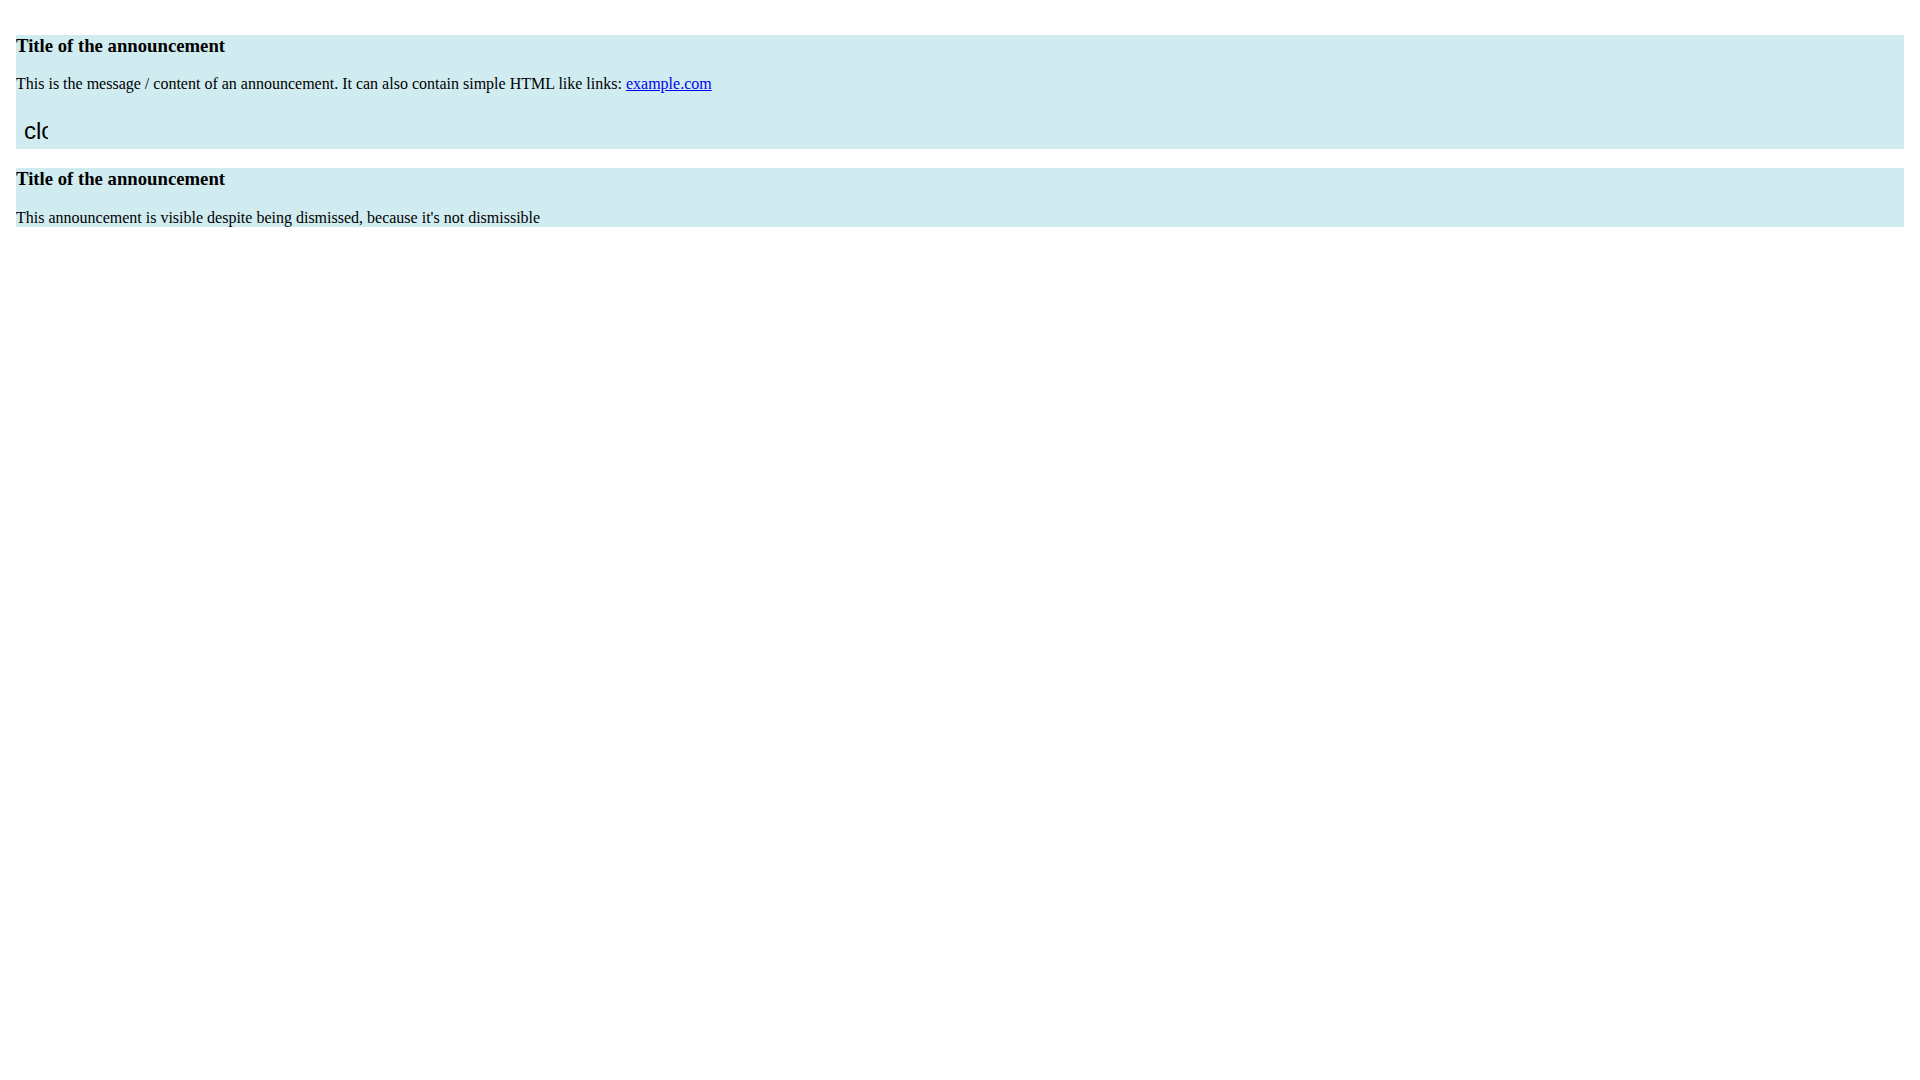 Title of the announcement
This is the message / content of an announcement. It can also contain simple HTML like links: example.com
clo
Title of the announcement
This announcement is visible despite being dismissed, because it's not dismissible